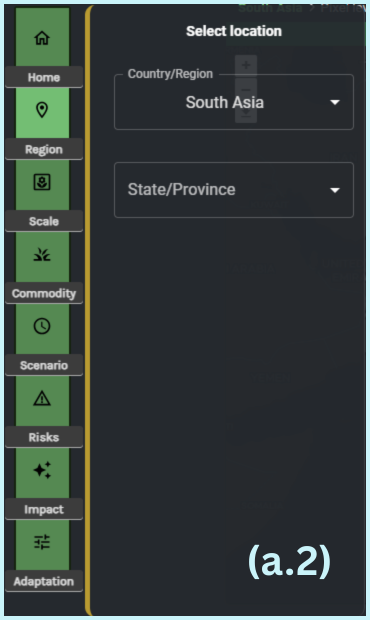 Home
Region
Scale
Commodity
Scenario
Risks
Impact
Adaptation
Select location
Country/Region
South Asia
State/Province
(a.2)